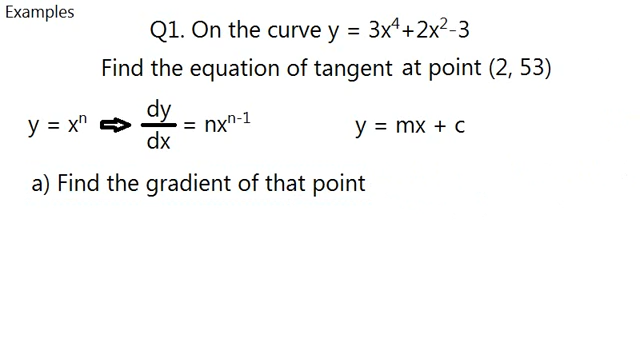 Examples
Q1. On the curve y = 3x⁴+2x²-3
Find the equation of tangent at point (2, 53)
y = xⁿ ⇨ dy/dx = nxⁿ⁻¹ y = mx + c
a) Find the gradient of that point